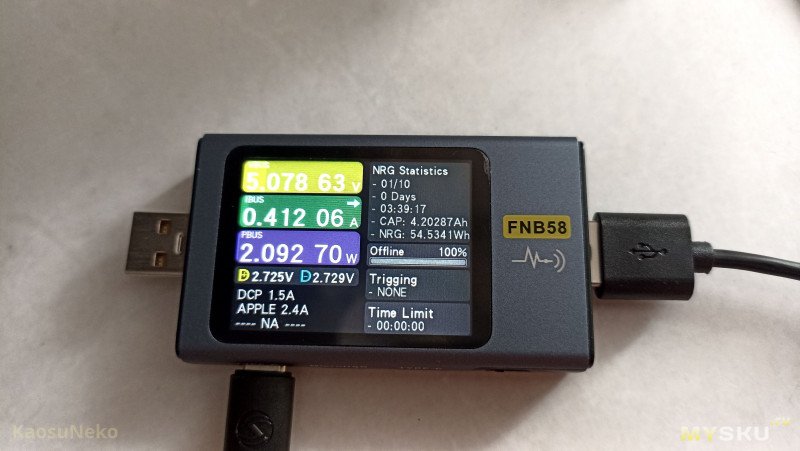 5.078 63 V
IBUS
0.412 06 A
PBUS
2.092 70 W
D 2.725V D 2.729V
DCP 1.5A
APPLE 2.4A
---- NA ----
NRG Statistics
- 01/10
- 0 Days
- 03:39:17
- CAP: 4.20287Ah
- NRG: 54.5341Wh
Offline 100%
Trigging
- NONE
Time Limit
- 00:00:00
FNB58
KaosuNeko
MYSKU